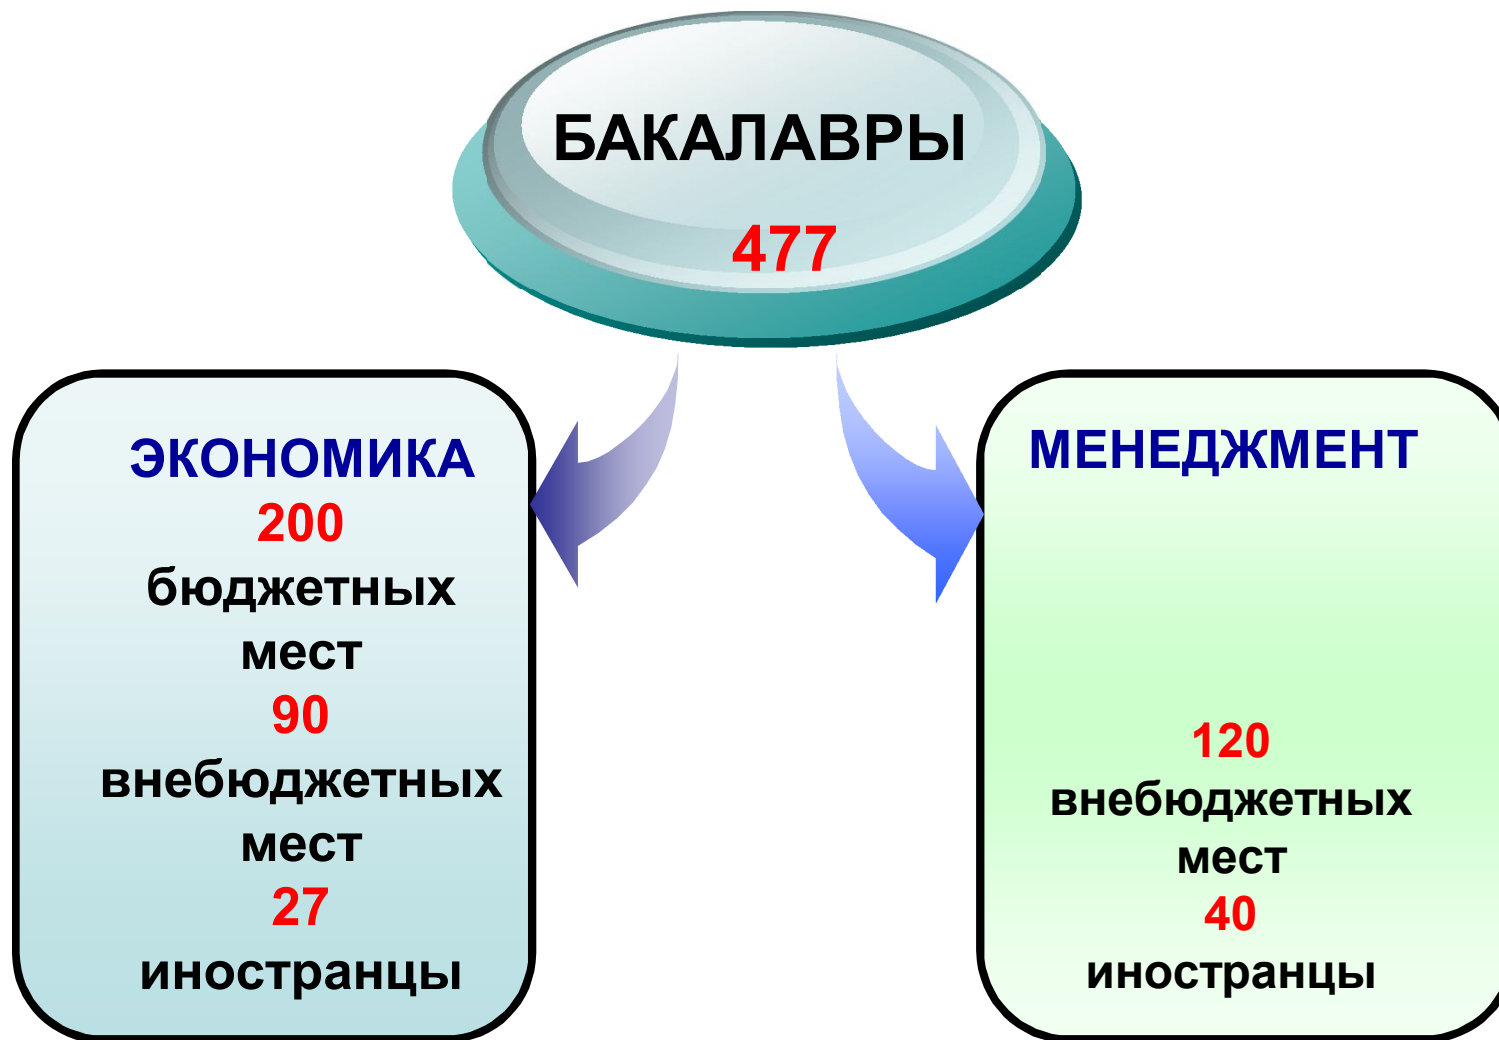 БАКАЛАВРЫ
477
ЭКОНОМИКА
200
бюджетных
мест
90
внебюджетных
мест
27
иностранцы
МЕНЕДЖМЕНТ
120
внебюджетных
мест
40
иностранцы